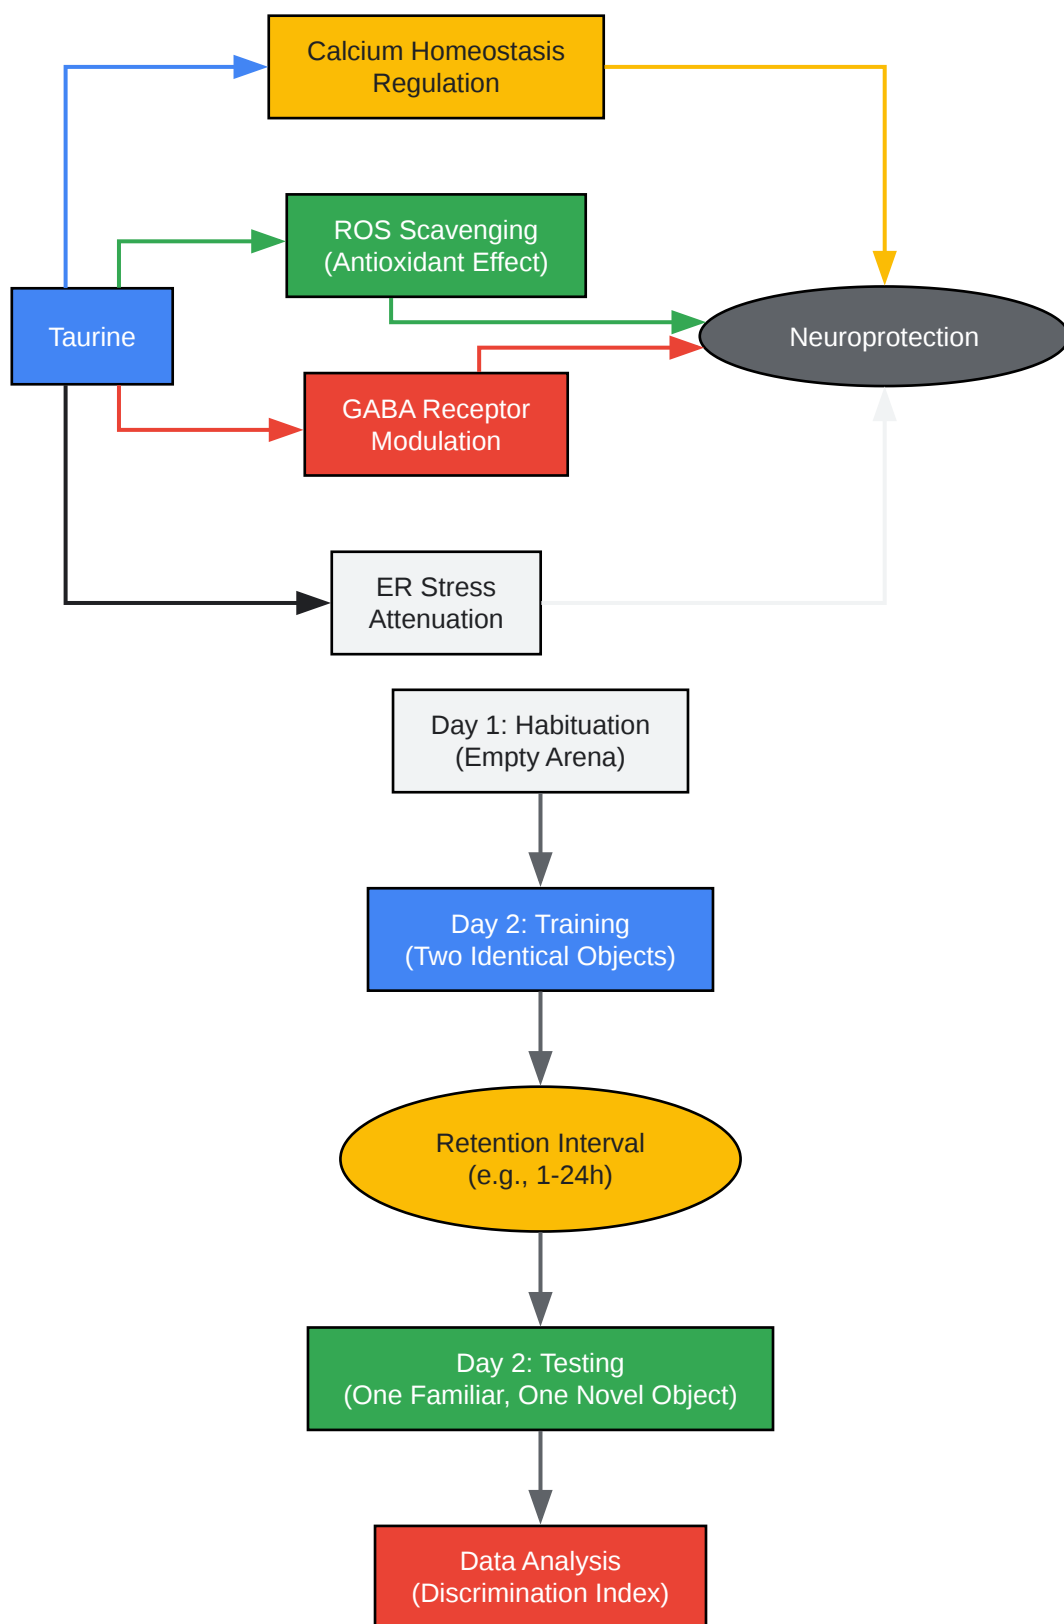 Calcium Homeostasis
Regulation
ROS Scavenging
(Antioxidant Effect)
Taurine
Neuroprotection
GABA Receptor
Modulation
ER Stress
Attenuation
Day 1: Habituation
(Empty Arena)
Day 2: Training
(Two Identical Objects)
Retention Interval
(e.g., 1-24h)
Day 2: Testing
(One Familiar, One Novel Object)
Data Analysis
(Discrimination Index)